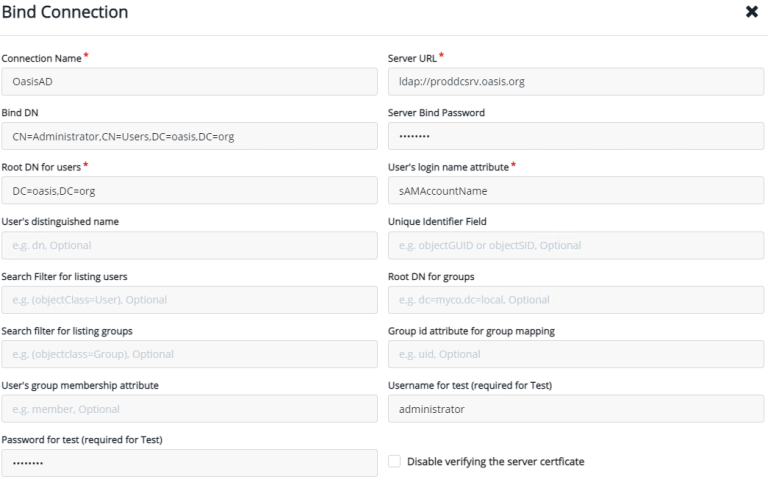 Bind Connection
Connection Name *
Server URL *
OasisAD
ldap://proddcsrv.oasis.org
Bind DN
Server Bind Password
CN=Administrator,CN=Users,DC=oasis,DC=org
••••••••
Root DN for users *
User's login name attribute *
DC=oasis,DC=org
sAMAccountName
User's distinguished name
Unique Identifier Field
e.g. dn, Optional
e.g. objectGUID or objectSID, Optional
Search Filter for listing users
Root DN for groups
e.g. (objectClass=User), Optional
e.g. dc=myco,dc=local, Optional
Search filter for listing groups
Group id attribute for group mapping
e.g. (objectclass=Group), Optional
e.g. uid, Optional
User's group membership attribute
Username for test (required for Test)
e.g. member, Optional
administrator
Password for test (required for Test)
••••••••
Disable verifying the server certficate